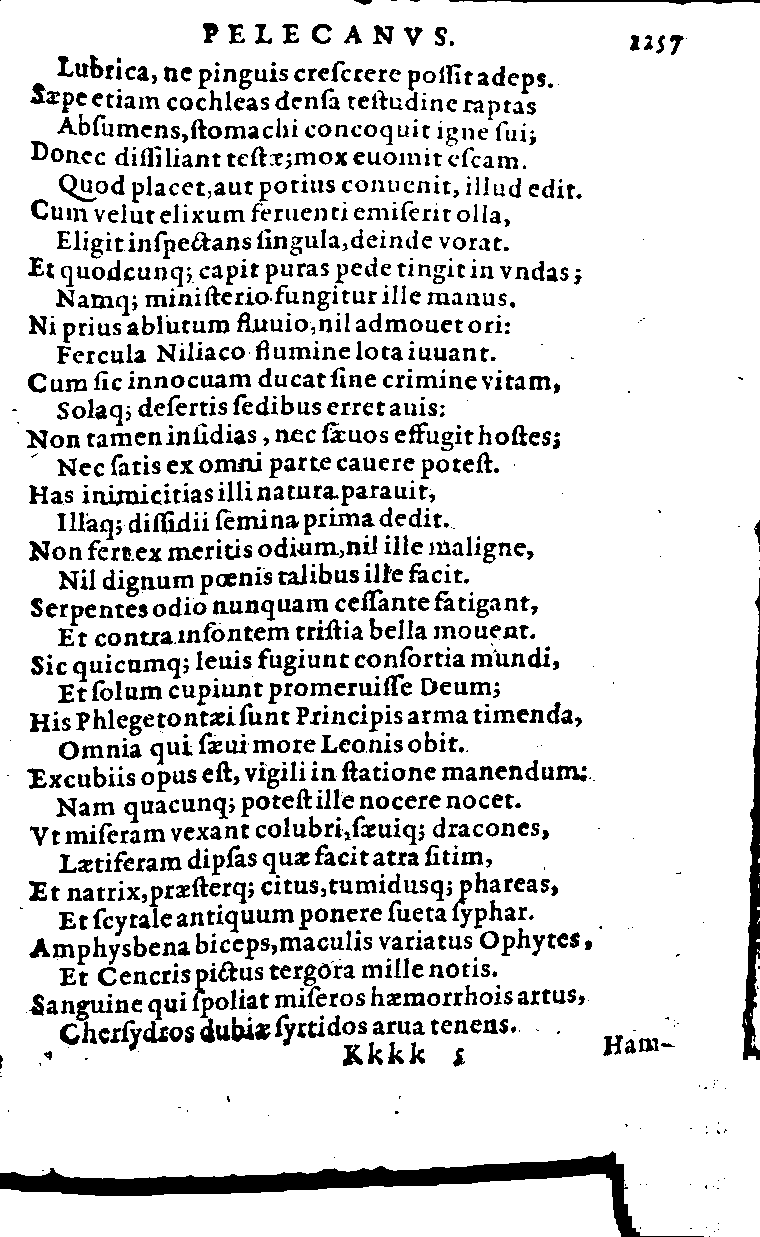 PELECANVS. 1257
Lubrica, ne pinguis creſcere poſſit adeps.
Sæpe etiam cochleas denſa teſtudine raptas
Abſumens, ſtomachi concoquit igne ſui;
Donec diſſiliant teſtæ; mox euomit eſcam.
Quod placet, aut potius conuenit, illud edit.
Cum velut elixum feruenti emiſerit olla,
Eligit inſpectans ſingula, deinde vorat.
Et quodcunq; capit puras pede tingit in vndas;
Namq; miniſterio fungitur ille manus.
Ni prius ablutum fluuio, nil admouet ori:
Fercula Niliaco flumine lota iuuant.
Cum ſic innocuam ducat ſine crimine vitam,
Solaq; deſertis ſedibus erret auis:
Non tamen inſidias, nec ſæuos effugit hoſtes;
Nec ſatis ex omni parte cauere poteſt.
Has inimicitias illi natura parauit,
Illaq; diſſidii ſemina prima dedit.
Non fert ex meritis odium, nil ille maligne,
Nil dignum pœnis talibus ille facit.
Serpentes odio nunquam ceſſante fatigant,
Et contra inſontem triſtia bella mouent.
Sic quicumq; leuis fugiunt conſortia mundi,
Et ſolum cupiunt promeruiſſe Deum;
His Phlegetontæi ſunt Principis arma timenda,
Omnia qui ſæui more Leonis obit.
Excubiis opus eſt, vigili in ſtatione manendum:
Nam quacunq; poteſt ille nocere nocet.
Vt miſeram vexant colubri, ſæuiq; dracones,
Lætiferam dipſas quæ facit atra ſitim,
Et natrix, præſterq; citus, tumidusq; phareas,
Et ſcytale antiquum ponere ſueta ſyphar.
Amphysbena biceps, maculis variatus Ophytes,
Et Cencris pictus tergora mille notis.
Sanguine qui ſpoliat miſeros hæmorrhois artus,
Cherſydros dubiæ ſyrtidos arua tenens.
Kkkk 5 Ham-